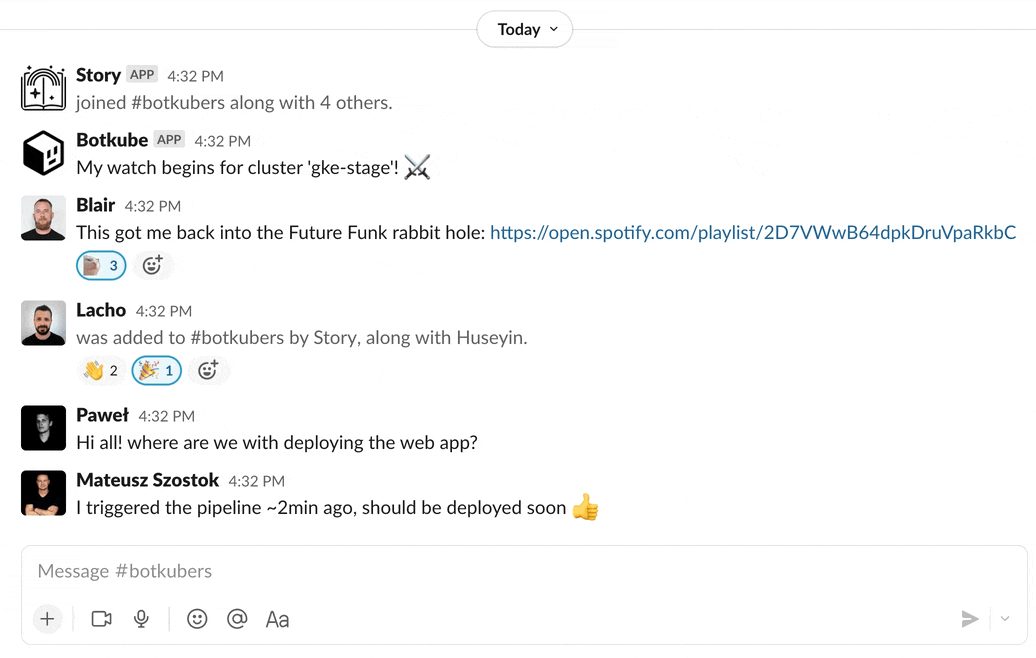 Today
Story APP 4:32 PM
joined #botkubers along with 4 others.
Botkube APP 4:32 PM
My watch begins for cluster 'gke-stage'!
Blair 4:32 PM
This got me back into the Future Funk rabbit hole: https://open.spotify.com/playlist/2D7VWwB64dpkDruVpaRkbC
3
Lacho 4:32 PM
was added to #botkubers by Story, along with Huseyin.
2 1
Paweł 4:32 PM
Hi all! where are we with deploying the web app?
Mateusz Szostok 4:32 PM
I triggered the pipeline ~2min ago, should be deployed soon
Message #botkubers
Aa